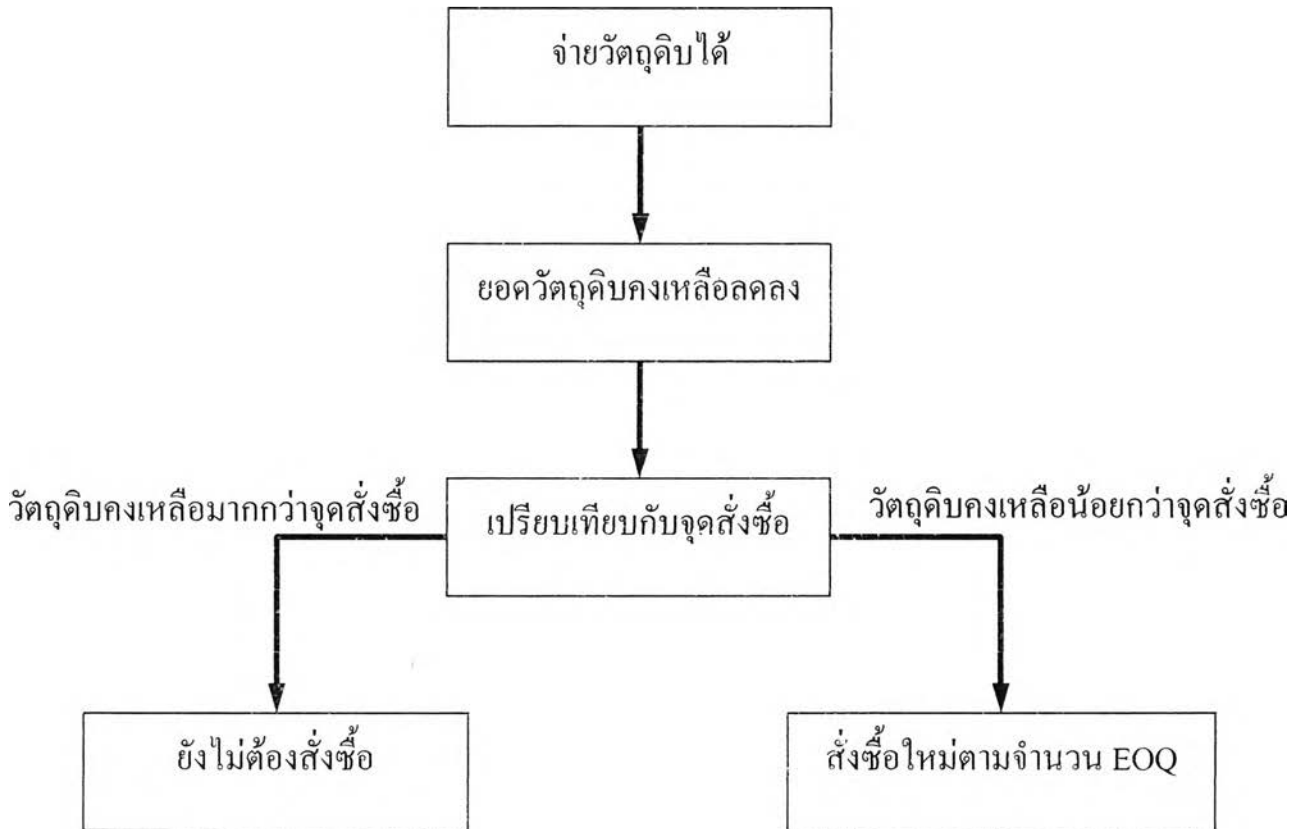 จ่ายวัตถุดิบได้
ยอดวัตถุดิบคงเหลือลดลง
วัตถุดิบคงเหลือมากกว่าจุดสั่งซื้อ
เปรียบเทียบกับจุดสั่งซื้อ
วัตถุดิบคงเหลือน้อยกว่าจุดสั่งซื้อ
ยังไม่ต้องสั่งซื้อ
สั่งซื้อใหม่ตามจำนวน EOQ